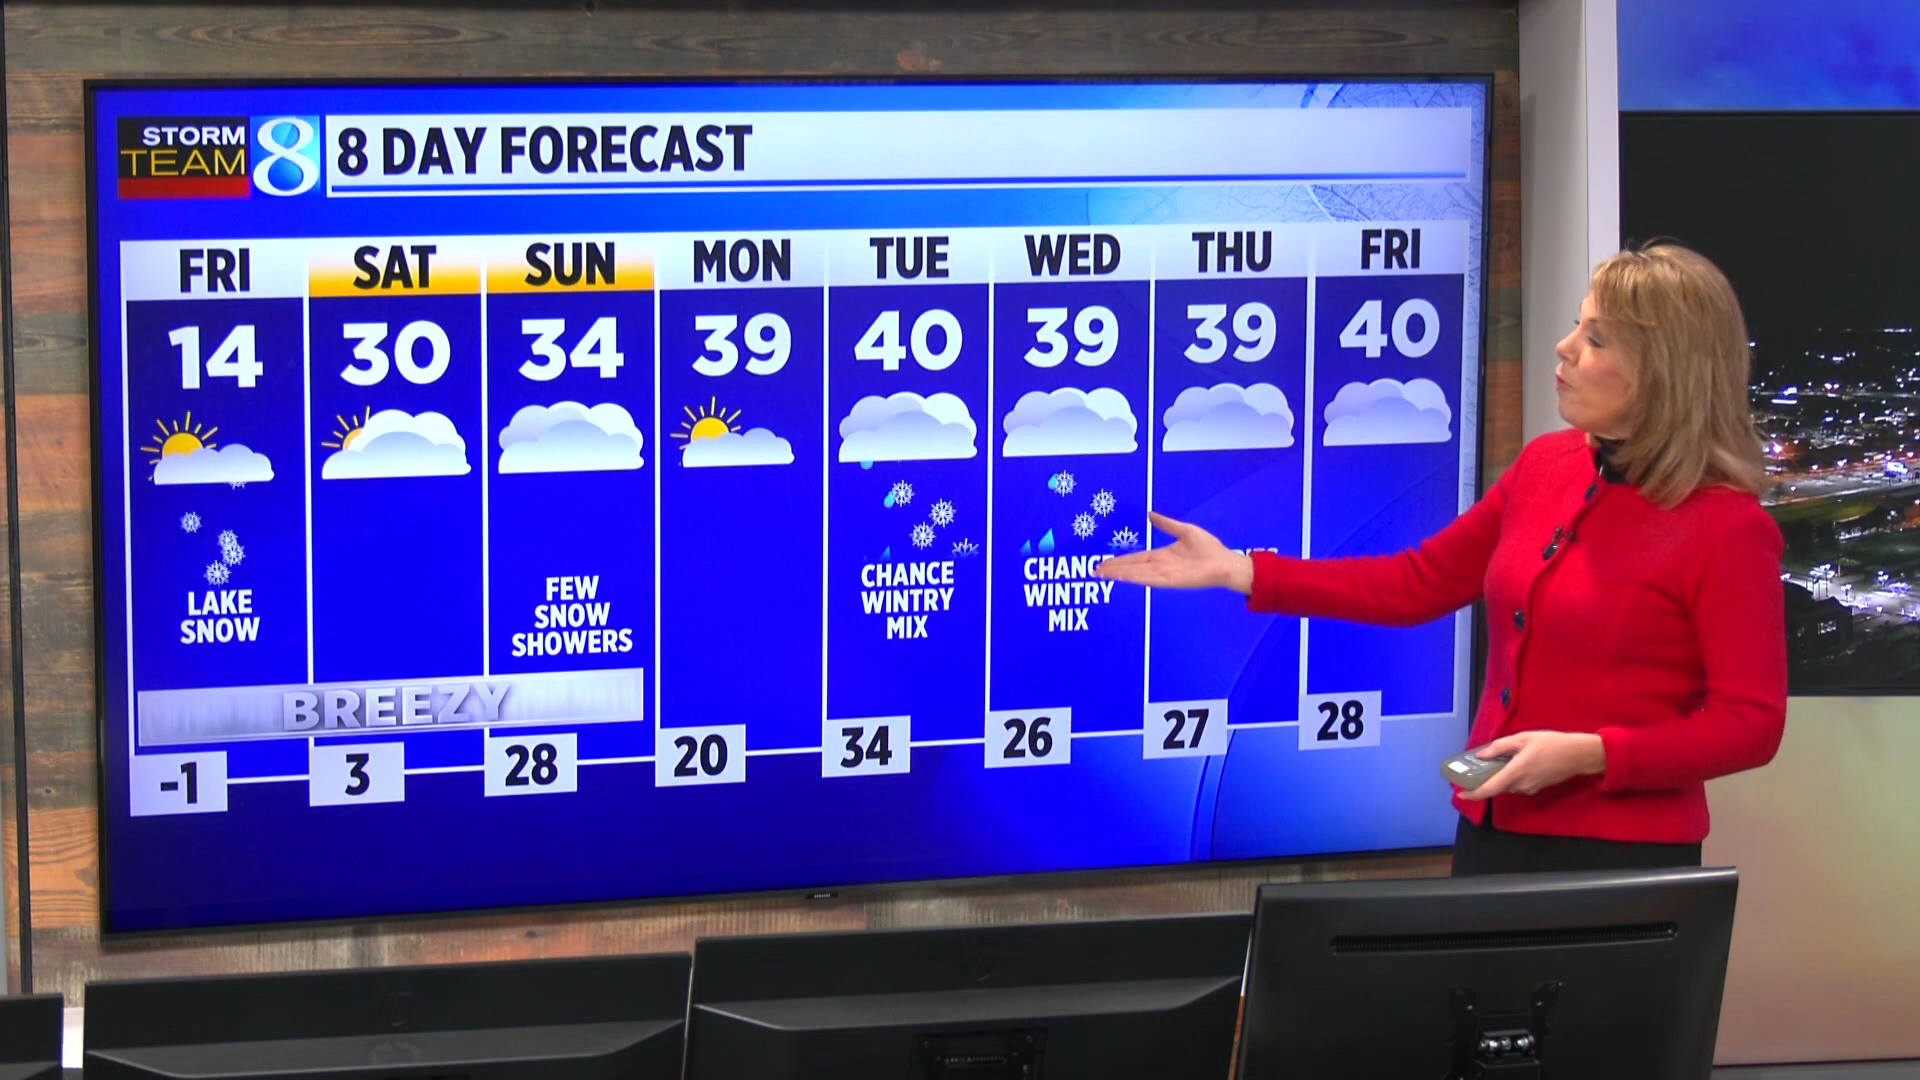 STORM
TEAM
8
8 DAY FORECAST
FRI SAT SUN MON TUE WED THU FRI
14 30 34 39 40 39 39 40
LAKE
SNOW
FEW
SNOW
SHOWERS
CHANCE
WINTRY
MIX
CHANCE
WINTRY
MIX
BREEZY
-1 3 28 20 34 26 27 28